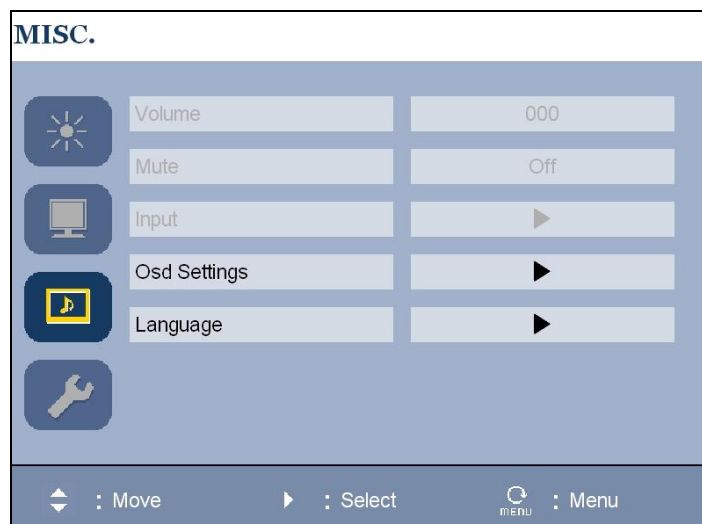 MISC.
Volume 000
Mute Off
Input
Osd Settings
Language
: Move : Select MENU : Menu